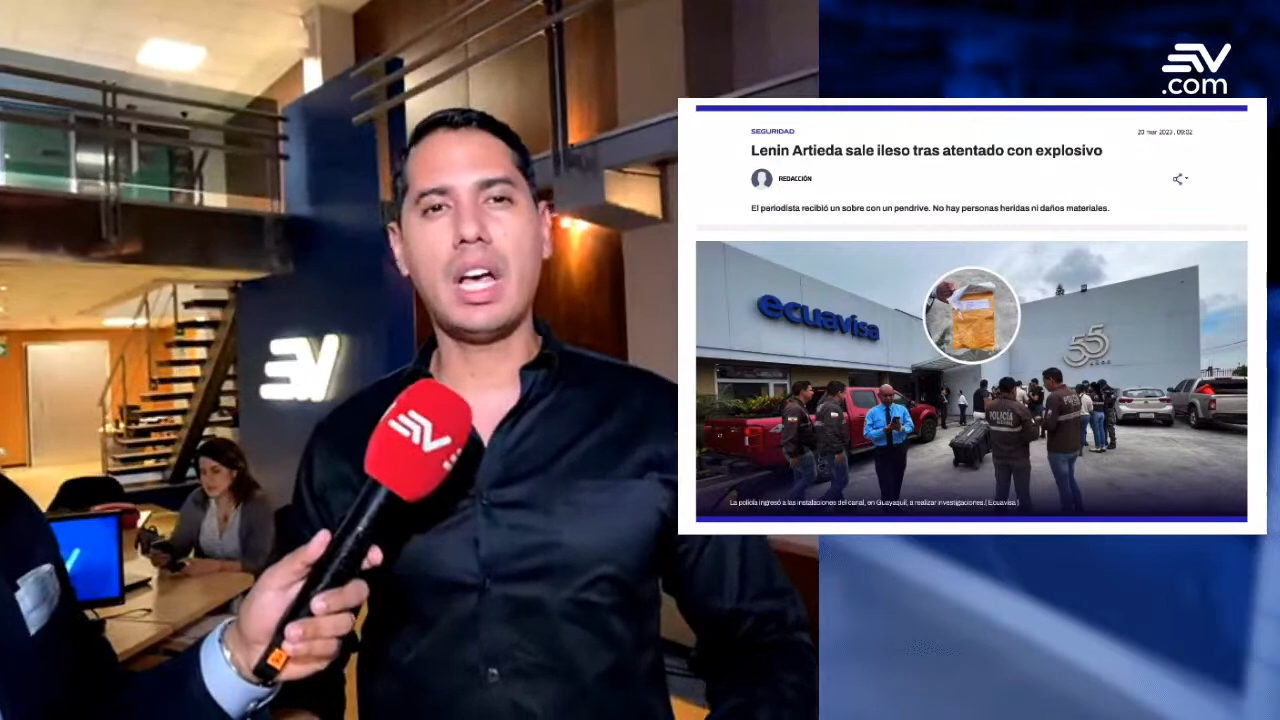 EV
.com
SEGURIDAD
20 mar 2023, 09:02
Lenin Artieda sale ileso tras atentado con explosivo
REDACCIÓN
El periodista recibió un sobre con un pendrive. No hay personas heridas ni daños materiales.
ecuavisa
55
AÑOS
POLICÍA
La policía ingresó a las instalaciones del canal, en Guayaquil, a realizar investigaciones./ Ecuavisa
EV
EV